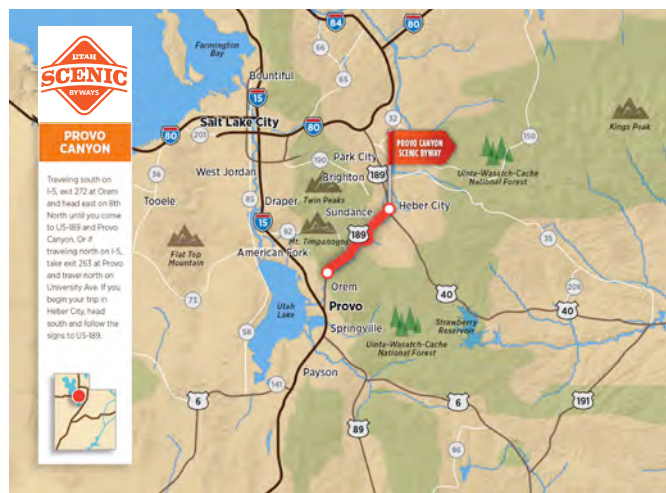 UTAH
SCENIC
BYWAYS
PROVO
CANYON
Traveling south on
I-5, exit 272 at Orem
and head east on 8th
North until you come
to US-189 and Provo
Canyon. Or if
traveling north on I-5,
take exit 263 at Provo
and travel north on
University Ave. If you
begin your trip in
Heber City, head
south and follow the
signs to US-189.
84
80
Farmington
Bay
66
65
Bountiful
15
32
Salt Lake City
80
201
80
PROVO CANYON
SCENIC BYWAY
150
Kings Peak
Park City
190
Brighton
189
Uinta-Wasatch-Cache
National Forest
36
West Jordan
Tooele
85
Draper
Twin Peaks
Sundance
Heber City
15
92
Mt. Timpanogos
189
35
Flat Top
Mountain
American Fork
208
Orem
40
40
73
Utah
Lake
Provo
Springville
Strawberry
Reservoir
58
Uinta-Wasatch-Cache
National Forest
Payson
141
6
6
191
89
96